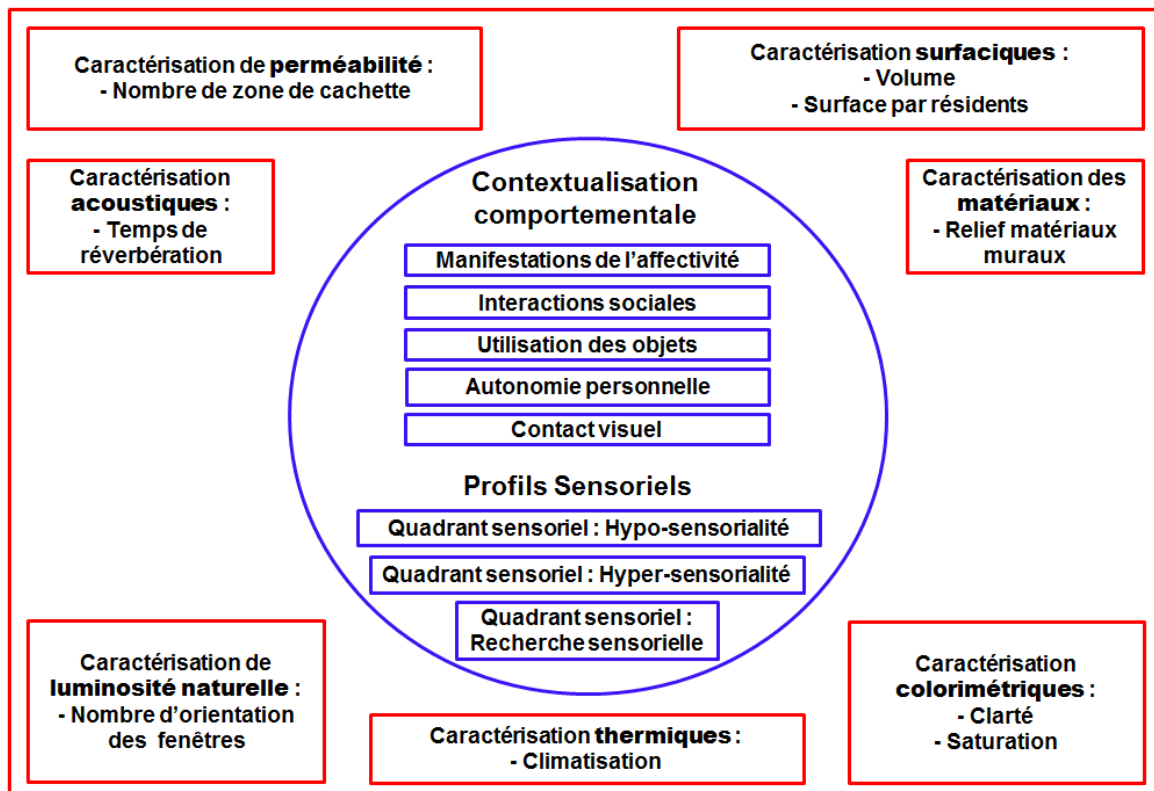 Caractérisation de perméabilité :
- Nombre de zone de cachette
Caractérisation surfaciques :
- Volume
- Surface par résidents
Caractérisation
acoustiques :
- Temps de
réverbération
Caractérisation des
matériaux :
- Relief matériaux
muraux
Contextualisation
comportementale
Manifestations de l’affectivité
Interactions sociales
Utilisation des objets
Autonomie personnelle
Contact visuel
Profils Sensoriels
Quadrant sensoriel : Hypo-sensorialité
Quadrant sensoriel : Hyper-sensorialité
Quadrant sensoriel :
Recherche sensorielle
Caractérisation de
luminosité naturelle :
- Nombre d’orientation
des fenêtres
Caractérisation thermiques :
- Climatisation
Caractérisation
colorimétriques :
- Clarté
- Saturation